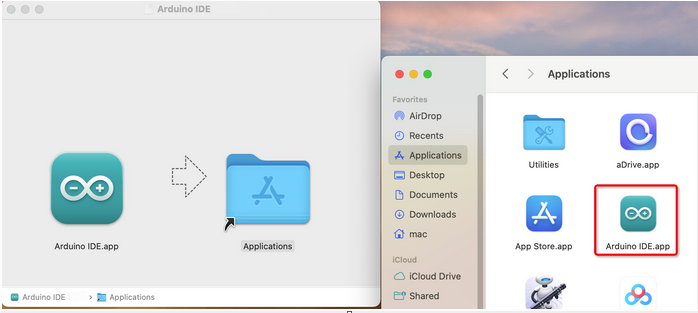 Arduino IDE
Arduino IDE.app
Applications
Arduino IDE > Applications
Applications
Favorites
AirDrop
Recents
Applications
Desktop
Documents
Downloads
mac
iCloud
iCloud Drive
Shared
Utilities
aDrive.app
App Store.app
Arduino IDE.app